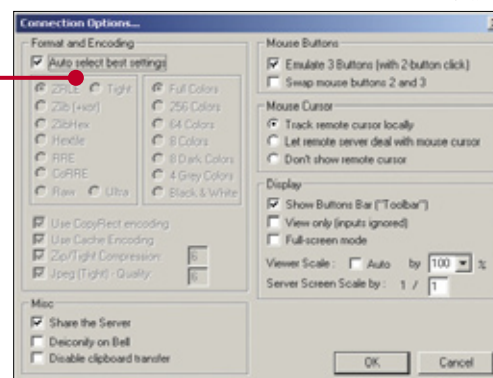 Connection Options...
Format and Encoding
Auto select best settings
ZRLE Tight
Zlib (+xor)
ZlibHex
Hextile
RRE
CoRRE
Raw Ultra
Full Colors
256 Colors
64 Colors
8 Colors
8 Dark Colors
4 Grey Colors
Black & White
Use CopyRect encoding
Use Cache Encoding
Zip/Tight Compression: 6
Jpeg (Tight) - Quality: 6
Misc
Share the Server
Deiconify on Bell
Disable clipboard transfer
Mouse Buttons
Emulate 3 Buttons (with 2-button click)
Swap mouse buttons 2 and 3
Mouse Cursor
Track remote cursor locally
Let remote server deal with mouse cursor
Don't show remote cursor
Display
Show Buttons Bar ("Toolbar")
View only (inputs ignored)
Full-screen mode
Viewer Scale : Auto by 100 %
Server Screen Scale by : 1 / 1
OK Cancel